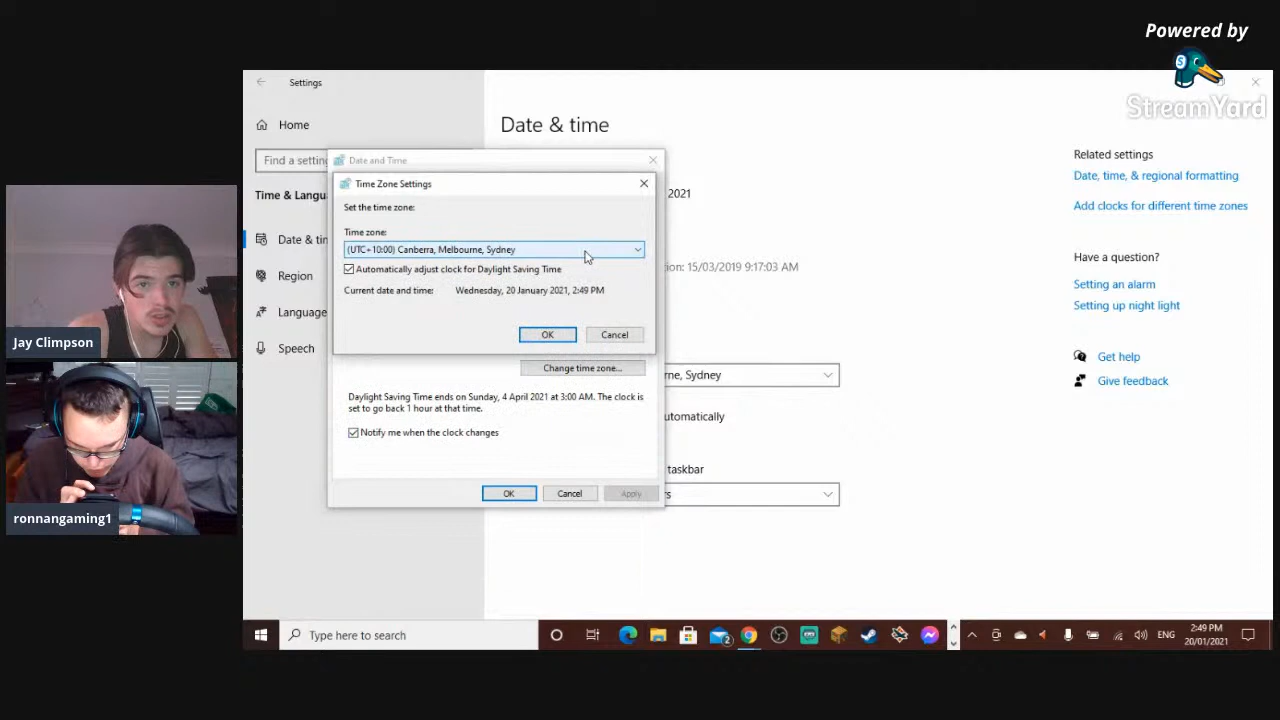 Powered by
StreamYard
Settings
Home
Find a settin
Time & Langu
Date & tin
Region
Language
Speech
Date & time
2021
tion: 15/03/2019 9:17:03 AM
rne, Sydney
utomatically
taskbar
rs
Related settings
Date, time, & regional formatting
Add clocks for different time zones
Have a question?
Setting an alarm
Setting up night light
Get help
Give feedback
Date and Time
Time Zone Settings
Set the time zone:
Time zone:
(UTC+10:00) Canberra, Melbourne, Sydney
Automatically adjust clock for Daylight Saving Time
Current date and time: Wednesday, 20 January 2021, 2:49 PM
OK Cancel
Change time zone...
Daylight Saving Time ends on Sunday, 4 April 2021 at 3:00 AM. The clock is
set to go back 1 hour at that time.
Notify me when the clock changes
OK Cancel Apply
Jay Climpson
ronnangaming1
Type here to search
2
ENG
2:49 PM
20/01/2021